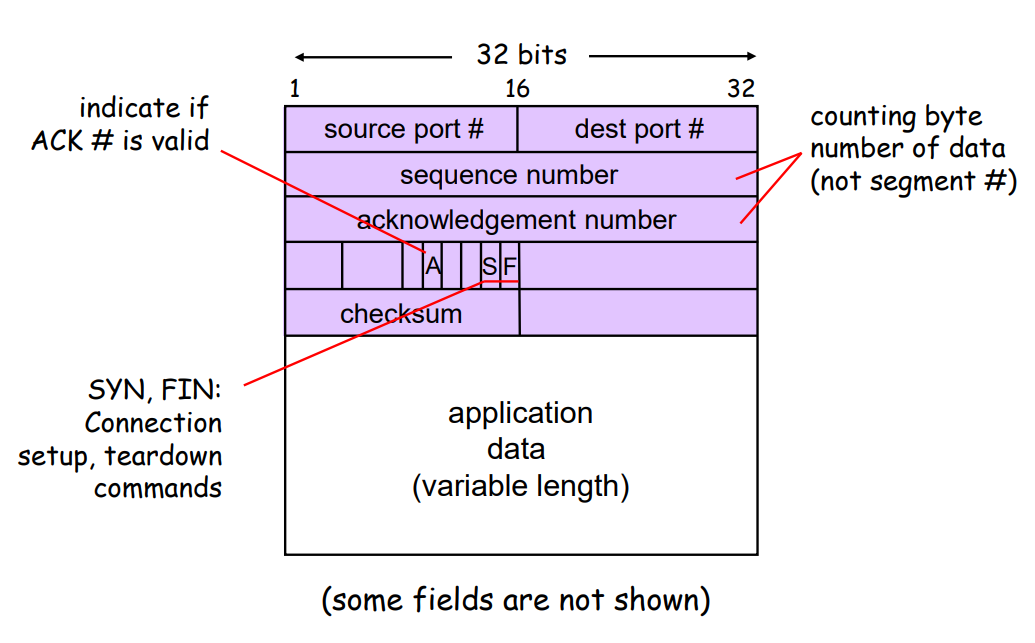 32 bits
1 16 32
indicate if
ACK # is valid
source port # dest port #
counting byte
number of data
(not segment #)
sequence number
acknowledgement number
A S F
checksum
SYN, FIN:
Connection
setup, teardown
commands
application
data
(variable length)
(some fields are not shown)